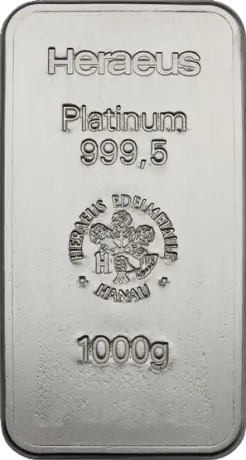 Heraeus
Platinum
999,5
HERAEUS EDELMETALLE
H
HANAU
1000g